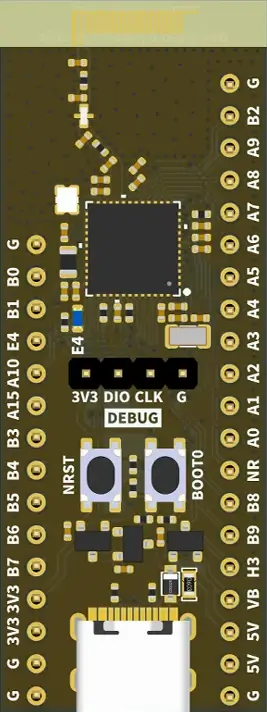 G
B2
A9
A8
A7
A6
A5
A4
A3
A2
A1
A0
NR
B8
B9
H3
VB
5V
5V
G
G
B0
B1
E4
A10
A15
B3
B4
B5
B6
B7
3V3
3V3
G
G
E4
3V3 DIO CLK G
DEBUG
NRST
BOOT0